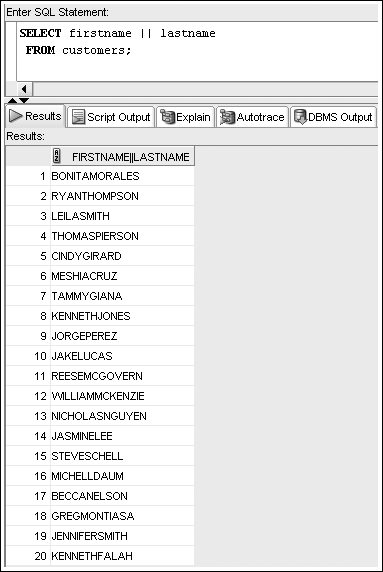 Enter SQL Statement:
SELECT firstname || lastname
FROM customers;
Results Script Output Explain Autotrace DBMS Output
Results:
FIRSTNAME||LASTNAME
1 BONITAMORALES
2 RYANTHOMPSON
3 LEILASMITH
4 THOMASPIERSON
5 CINDYGIRARD
6 MESHIACRUZ
7 TAMMYGIANA
8 KENNETHJONES
9 JORGEPEREZ
10 JAKELUCAS
11 REESEMCGOVERN
12 WILLIAMMCKENZIE
13 NICHOLASNGUYEN
14 JASMINELEE
15 STEVESCHELL
16 MICHELLDAUM
17 BECCANELSON
18 GREGMONTIASA
19 JENNIFERSMITH
20 KENNETHFALAH